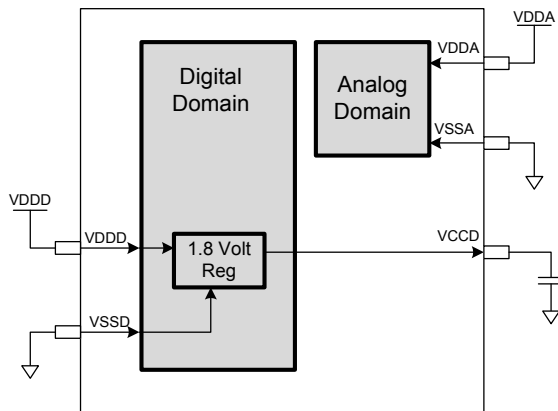 VDDA
VDDA
Digital
Domain
Analog
Domain
VSSA
VDDD
VDDD
1.8 Volt
Reg
VCCD
VSSD